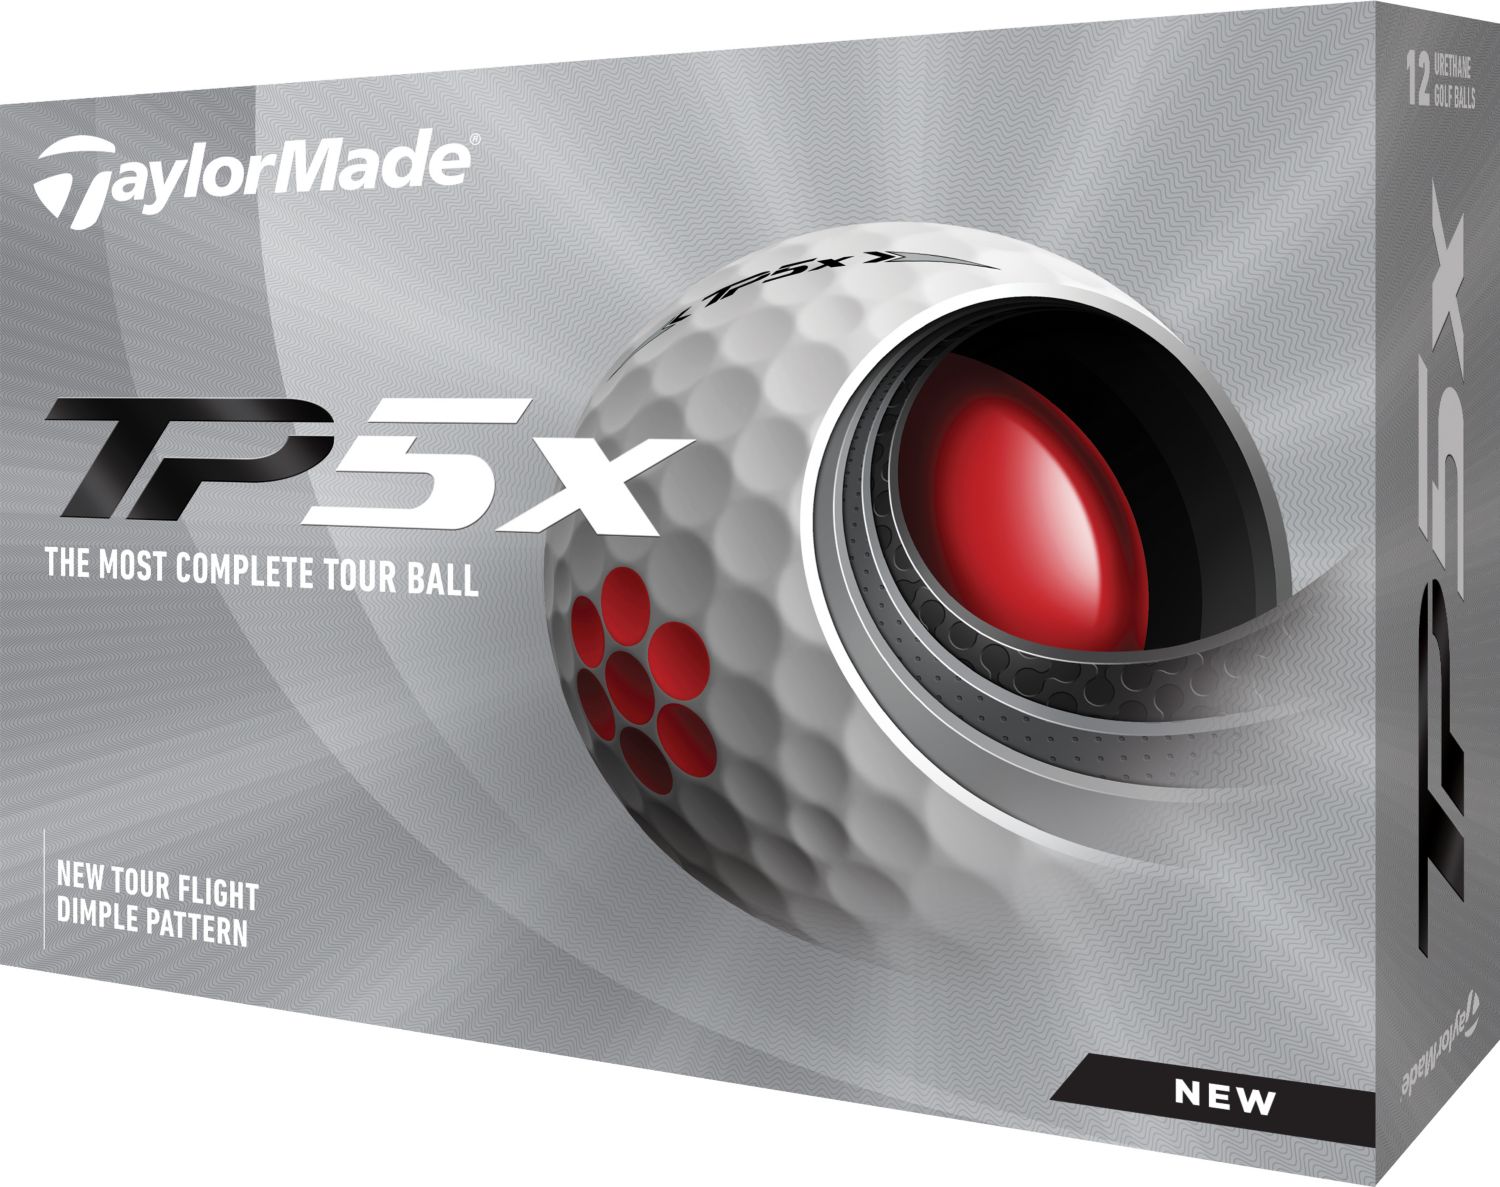 TaylorMade®
TP5x
TP5x
THE MOST COMPLETE TOUR BALL
NEW TOUR FLIGHT
DIMPLE PATTERN
NEW
12 URETHANE
GOLF BALLS
TP5x
TaylorMade